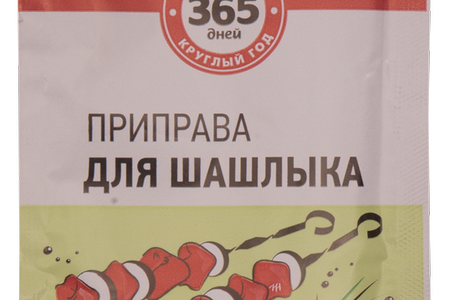 365
дней
КРУГЛЫЙ ГОД
ПРИПРАВА
ДЛЯ ШАШЛЫКА